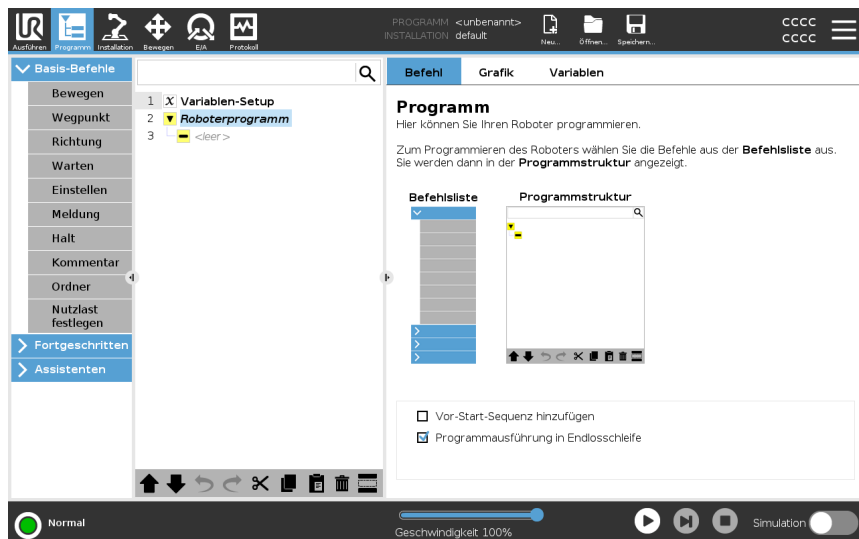 PROGRAMM <unbenannt>
INSTALLATION default
UR
Ausführen Programm Installation Bewegen E/A Protokoll
Neu... Öffnen... Speichern...
CCCC
CCCC
Basis-Befehle
Bewegen
Wegpunkt
Richtung
Warten
Einstellen
Meldung
Halt
Kommentar
Ordner
Nutzlast
festlegen
Fortgeschritten
Assistenten
1 X Variablen-Setup
2 Roboterprogramm
3 <leer>
Befehl Grafik Variablen
Programm
Hier können Sie Ihren Roboter programmieren.
Zum Programmieren des Roboters wählen Sie die Befehle aus der Befehlsliste aus.
Sie werden dann in der Programmstruktur angezeigt.
Befehlsliste Programmstruktur
Vor-Start-Sequenz hinzufügen
Programmausführung in Endlosschleife
Normal
Geschwindigkeit 100%
Simulation